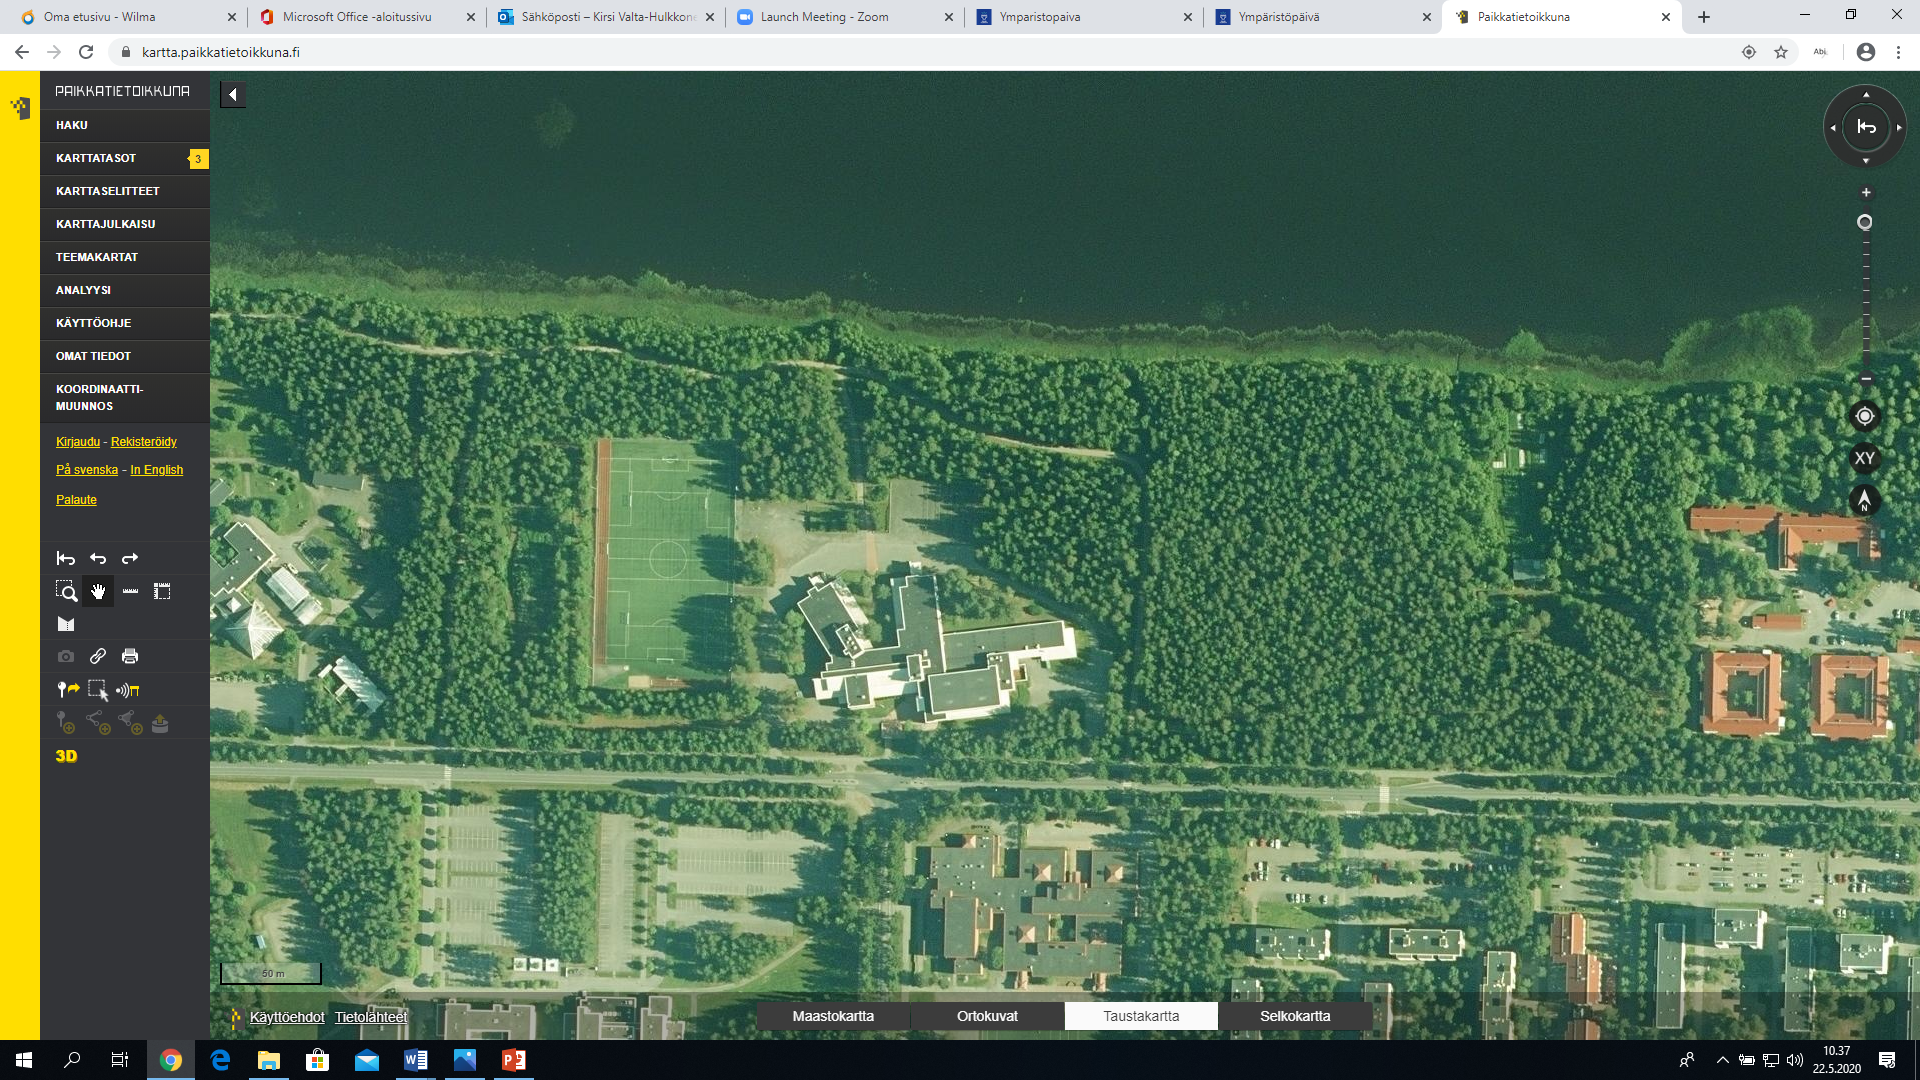 Oma etusivu - Wilma
Microsoft Office -aloitussivu
Sähköposti – Kirsi Valta-Hulkkone
Launch Meeting - Zoom
Ymparistopaiva
Ympäristöpäivä
Paikkatietoikkuna
kartta.paikkatietoikkuna.fi
PAIKKATIETOIKKUNA
HAKU
KARTTATASOT 3
KARTTASELITTEET
KARTTAJULKAISU
TEEMAKARTAT
ANALYYSI
KÄYTTÖOHJE
OMAT TIEDOT
KOORDINAATTI-
MUUNNOS
Kirjaudu - Rekisteröidy
På svenska - In English
Palaute
3D
XY
N
50 m
Käyttöehdot Tietolähteet
Maastokartta Ortokuvat Taustakartta Selkokartta
10.37
22.5.2020